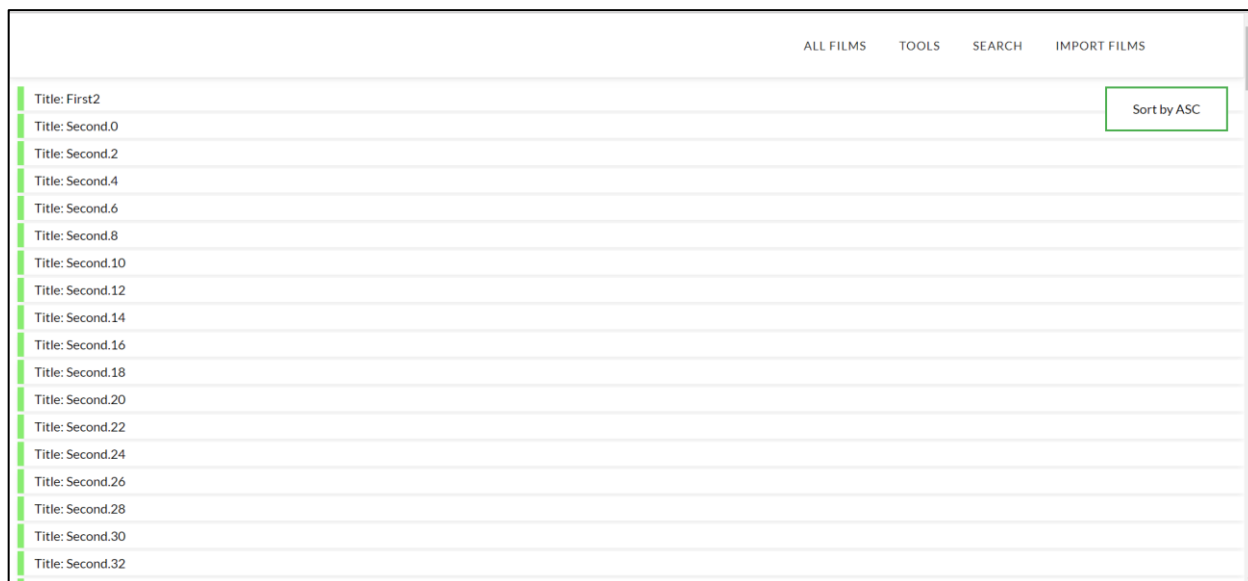 ALL FILMS TOOLS SEARCH IMPORT FILMS
Title: First2
Sort by ASC
Title: Second.0
Title: Second.2
Title: Second.4
Title: Second.6
Title: Second.8
Title: Second.10
Title: Second.12
Title: Second.14
Title: Second.16
Title: Second.18
Title: Second.20
Title: Second.22
Title: Second.24
Title: Second.26
Title: Second.28
Title: Second.30
Title: Second.32